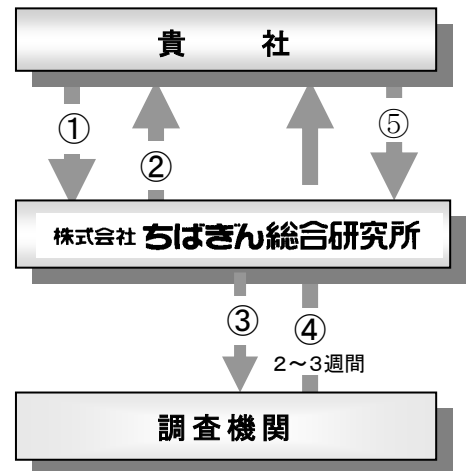 貴 社
①
②
⑤
株式会社 ちばぎん総合研究所
③
④
2～3週間
調査機関